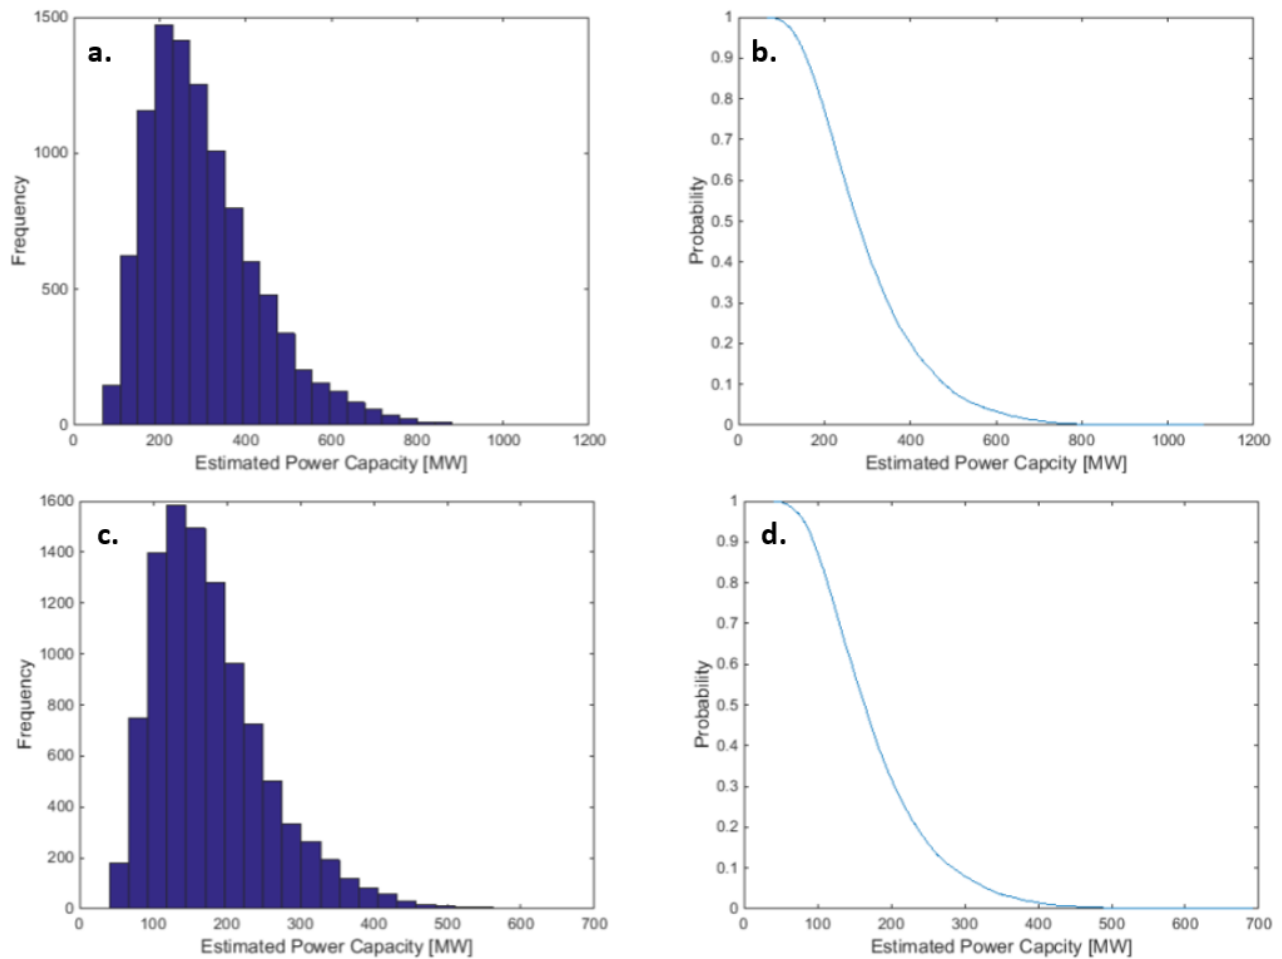 a.
1500
1000
500
0
Frequency
0 200 400 600 800 1000 1200
Estimated Power Capacity [MW]
b.
1
0.9
0.8
0.7
0.6
0.5
0.4
0.3
0.2
0.1
0
Probability
0 200 400 600 800 1000 1200
Estimated Power Capcity [MW]
c.
1600
1400
1200
1000
800
600
400
200
0
Frequency
0 100 200 300 400 500 600 700
Estimated Power Capacity [MW]
d.
1
0.9
0.8
0.7
0.6
0.5
0.4
0.3
0.2
0.1
0
Probability
0 100 200 300 400 500 600 700
Estimated Power Capcity [MW]